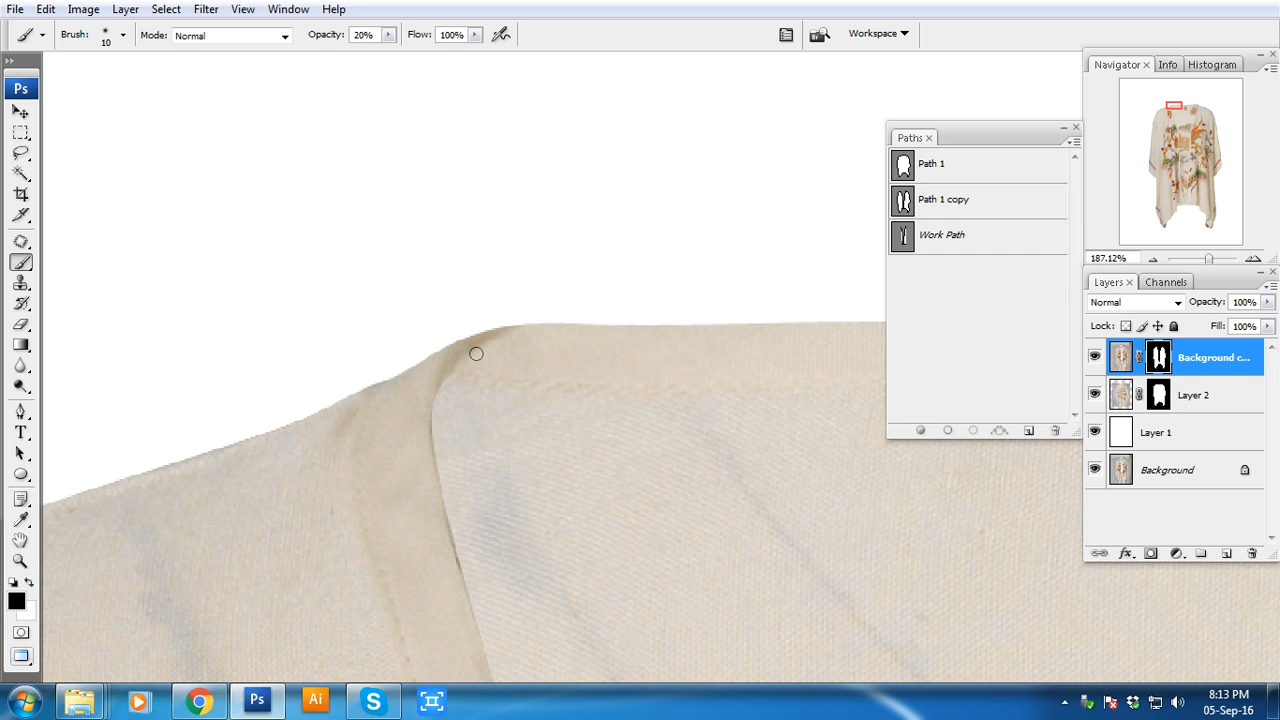 File Edit Image Layer Select Filter View Window Help
Brush: 10 Mode: Normal Opacity: 20% Flow: 100% Workspace
Ps
T
Navigator Info Histogram
187.12%
Paths
Path 1
Path 1 copy
Work Path
Layers Channels
Normal Opacity: 100%
Lock: Fill: 100%
Background c...
Layer 2
Layer 1
Background
fx
Ps Ai S
8:13 PM
05-Sep-16